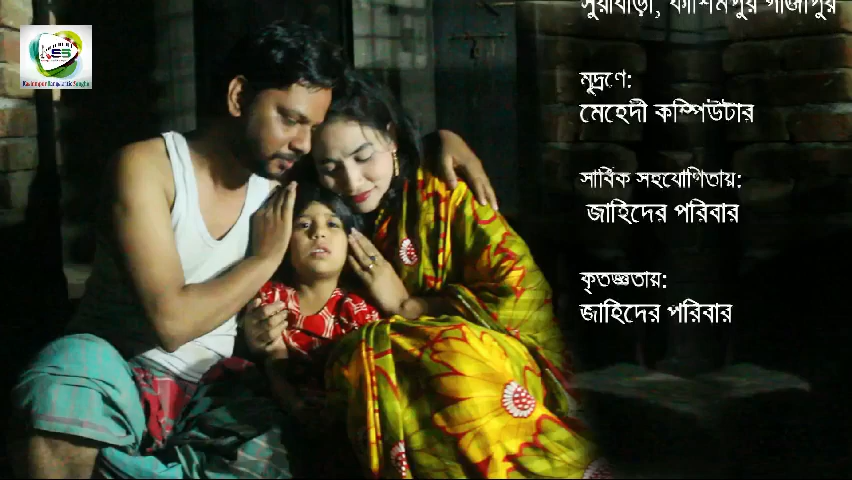 সুরাবাড়ী, কাশিমপুর গাজীপুর
মূদ্রণে:
মেহেদী কম্পিউটার
সার্বিক সহযোগিতায়:
জাহিদের পরিবার
কৃতজ্ঞতায়:
জাহিদের পরিবার